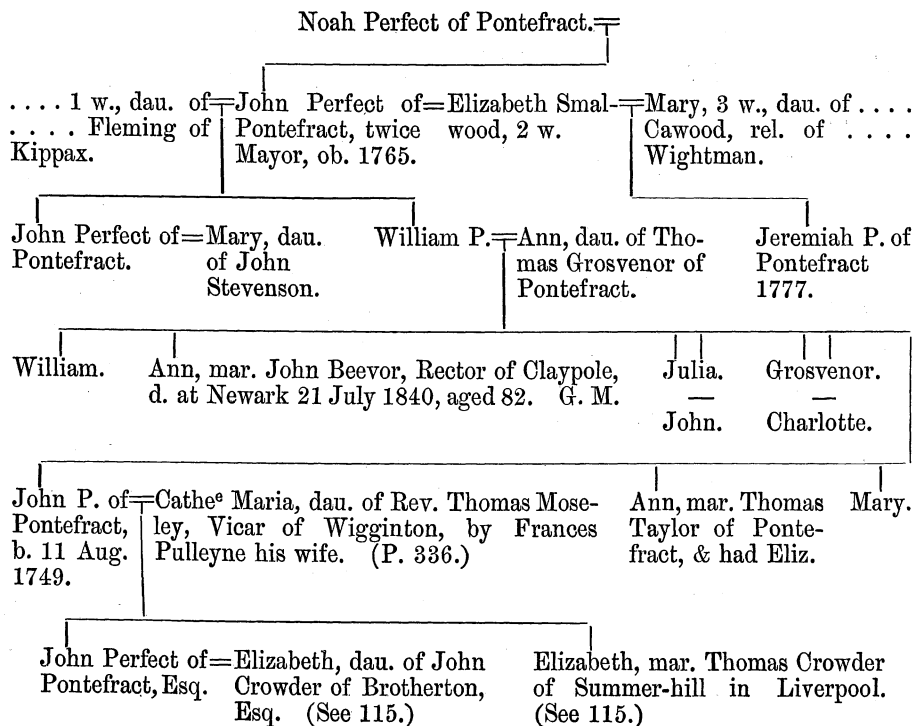 Noah Perfect of Pontefract.
. . . . 1 w., dau. of=John Perfect of=Elizabeth Smal-=Mary, 3 w., dau. of . . . .
. . . . Fleming of Pontefract, twice wood, 2 w. Cawood, rel. of . . . .
Kippax. Mayor, ob. 1765. Wightman.
John Perfect of=Mary, dau. William P.=Ann, dau. of Tho- Jeremiah P. of
Pontefract. of John mas Grosvenor of Pontefract
Stevenson. Pontefract. 1777.
William. Ann, mar. John Beevor, Rector of Claypole, Julia. Grosvenor.
d. at Newark 21 July 1840, aged 82. G. M. — —
John. Charlotte.
John P. of=Catheᵉ Maria, dau. of Rev. Thomas Mose- Ann, mar. Thomas Mary.
Pontefract, ley, Vicar of Wigginton, by Frances Taylor of Ponte-
b. 11 Aug. Pulleyne his wife. (P. 336.) fract, & had Eliz.
1749.
John Perfect of=Elizabeth, dau. of John Elizabeth, mar. Thomas Crowder
Pontefract, Esq. Crowder of Brotherton, of Summer-hill in Liverpool.
Esq. (See 115.) (See 115.)